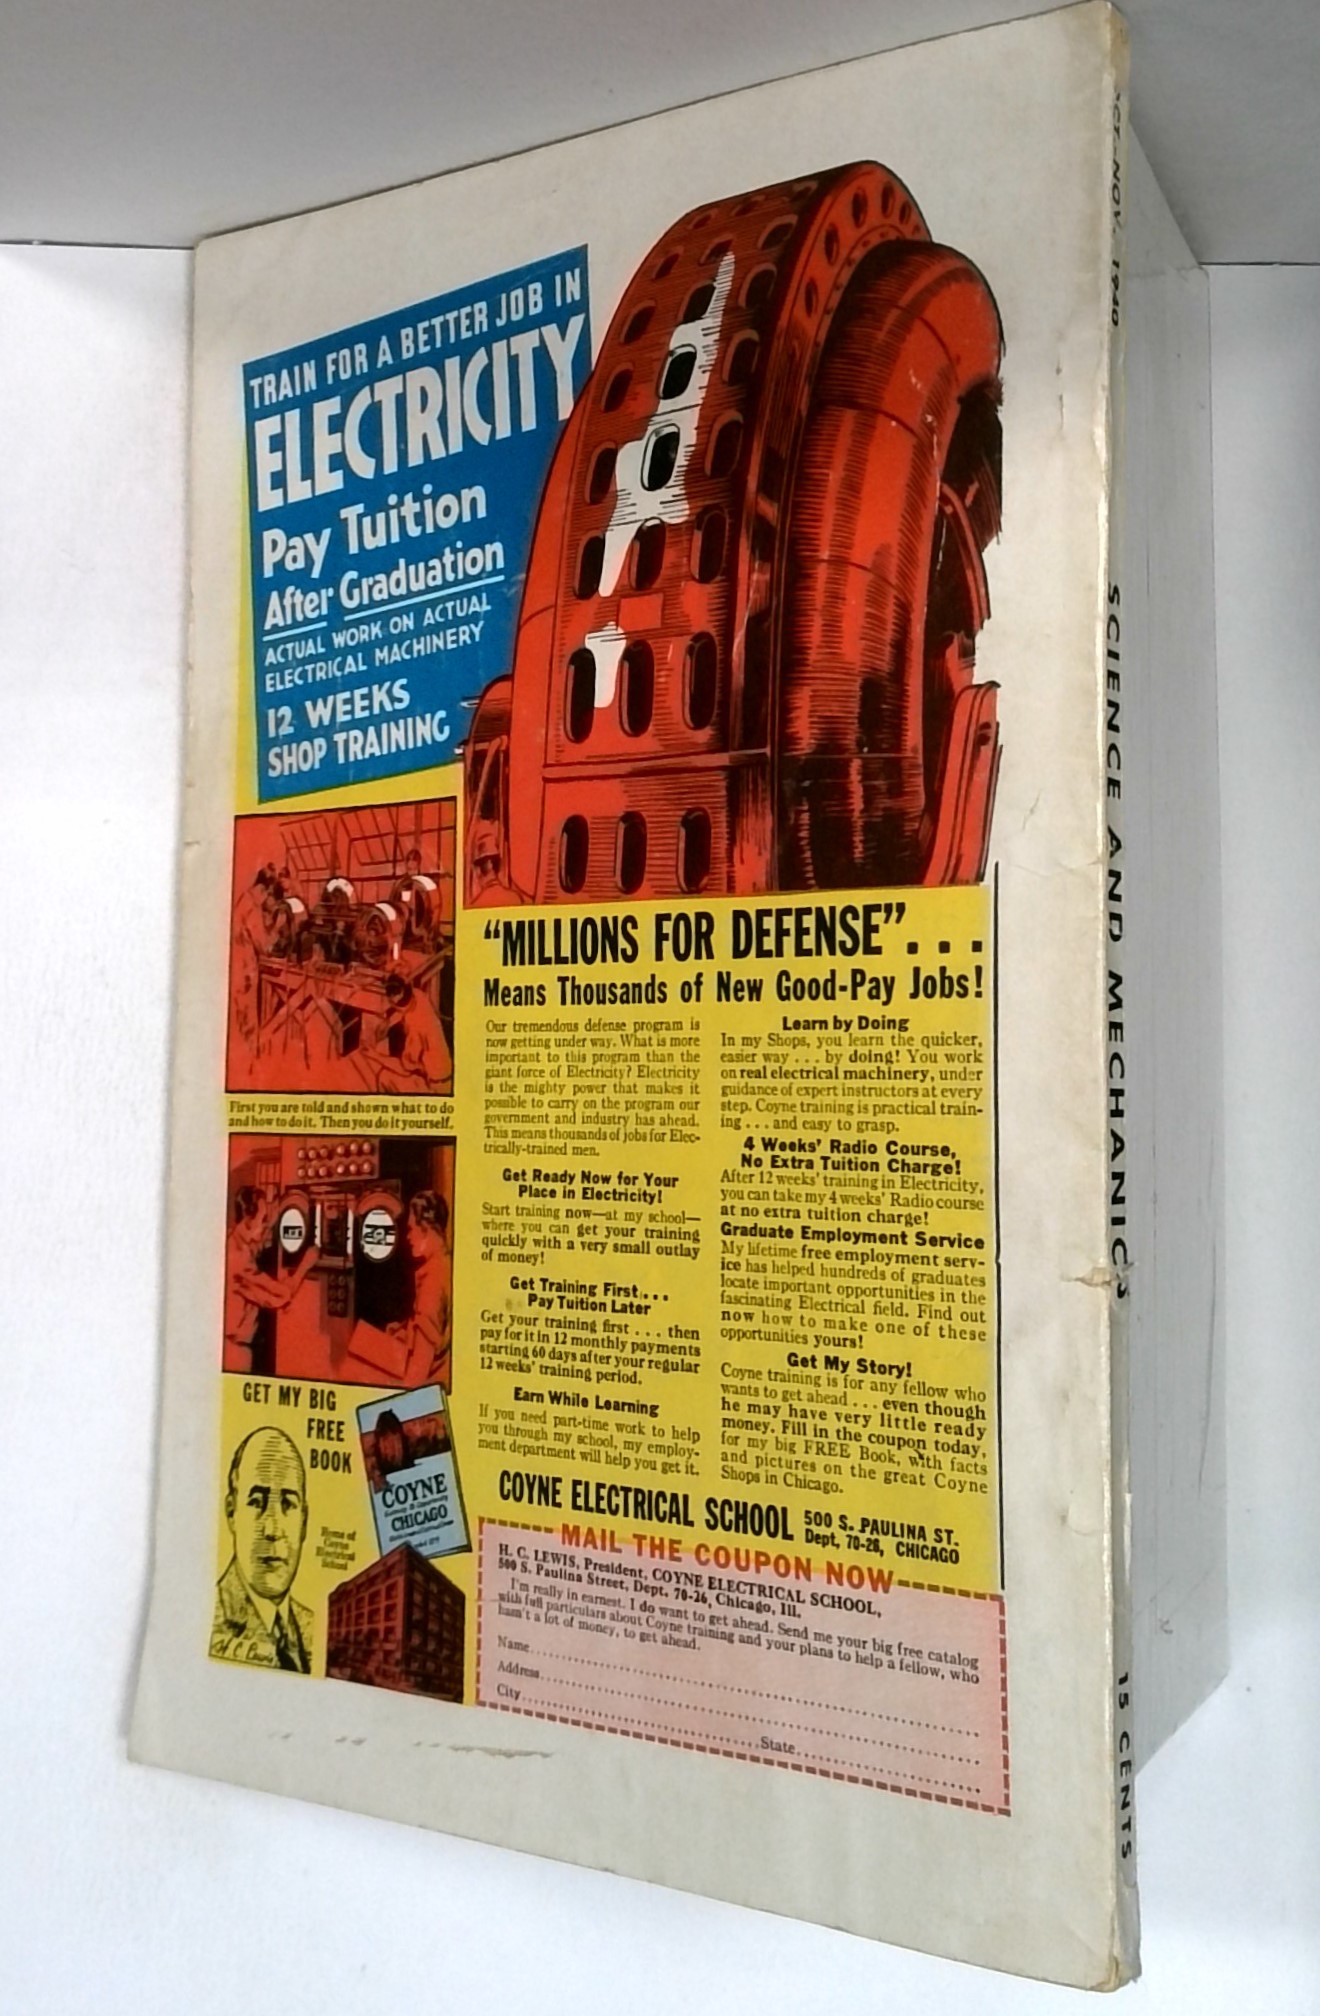 TRAIN FOR A BETTER JOB IN
ELECTRICITY
Pay Tuition
After Graduation
ACTUAL WORK ON ACTUAL
ELECTRICAL MACHINERY
12 WEEKS
SHOP TRAINING
First you are told and shown what to do
and how to do it. Then you do it yourself.
GET MY BIG
FREE
BOOK
COYNE
CHICAGO
Home of
Coyne
Electrical
School
H. C. Lewis
"MILLIONS FOR DEFENSE"...
Means Thousands of New Good-Pay Jobs!
Our tremendous defense program is
now getting under way. What is more
important to this program than the
giant force of Electricity? Electricity
is the mighty power that makes it
possible to carry on the program our
government and industry has ahead.
This means thousands of jobs for Elec-
trically-trained men.
Get Ready Now for Your
Place in Electricity!
Start training now—at my school—
where you can get your training
quickly with a very small outlay
of money!
Get Training First...
Pay Tuition Later
Get your training first . . . then
pay for it in 12 monthly payments
starting 60 days after your regular
12 weeks' training period.
Earn While Learning
If you need part-time work to help
you through my school, my employ-
ment department will help you get it.
Learn by Doing
In my Shops, you learn the quicker,
easier way . . . by doing! You work
on real electrical machinery, under
guidance of expert instructors at every
step. Coyne training is practical train-
ing . . . and easy to grasp.
4 Weeks' Radio Course,
No Extra Tuition Charge!
After 12 weeks' training in Electricity,
you can take my 4 weeks' Radio course
at no extra tuition charge!
Graduate Employment Service
My lifetime free employment serv-
ice has helped hundreds of graduates
locate important opportunities in the
fascinating Electrical field. Find out
now how to make one of these
opportunities yours!
Get My Story!
Coyne training is for any fellow who
wants to get ahead . . . even though
he may have very little ready
money. Fill in the coupon today,
for my big FREE Book, with facts
and pictures on the great Coyne
Shops in Chicago.
COYNE ELECTRICAL SCHOOL
500 S. PAULINA ST.
Dept. 70-26, CHICAGO
MAIL THE COUPON NOW
H. C. LEWIS, President, COYNE ELECTRICAL SCHOOL,
500 S. Paulina Street, Dept. 70-26, Chicago, Ill.
I'm really in earnest. I do want to get ahead. Send me your big free catalog
with full particulars about Coyne training and your plans to help a fellow, who
hasn't a lot of money, to get ahead.
Name
Address
City
State
OCT.-NOV. 1940
SCIENCE AND MECHANICS
15 CENTS